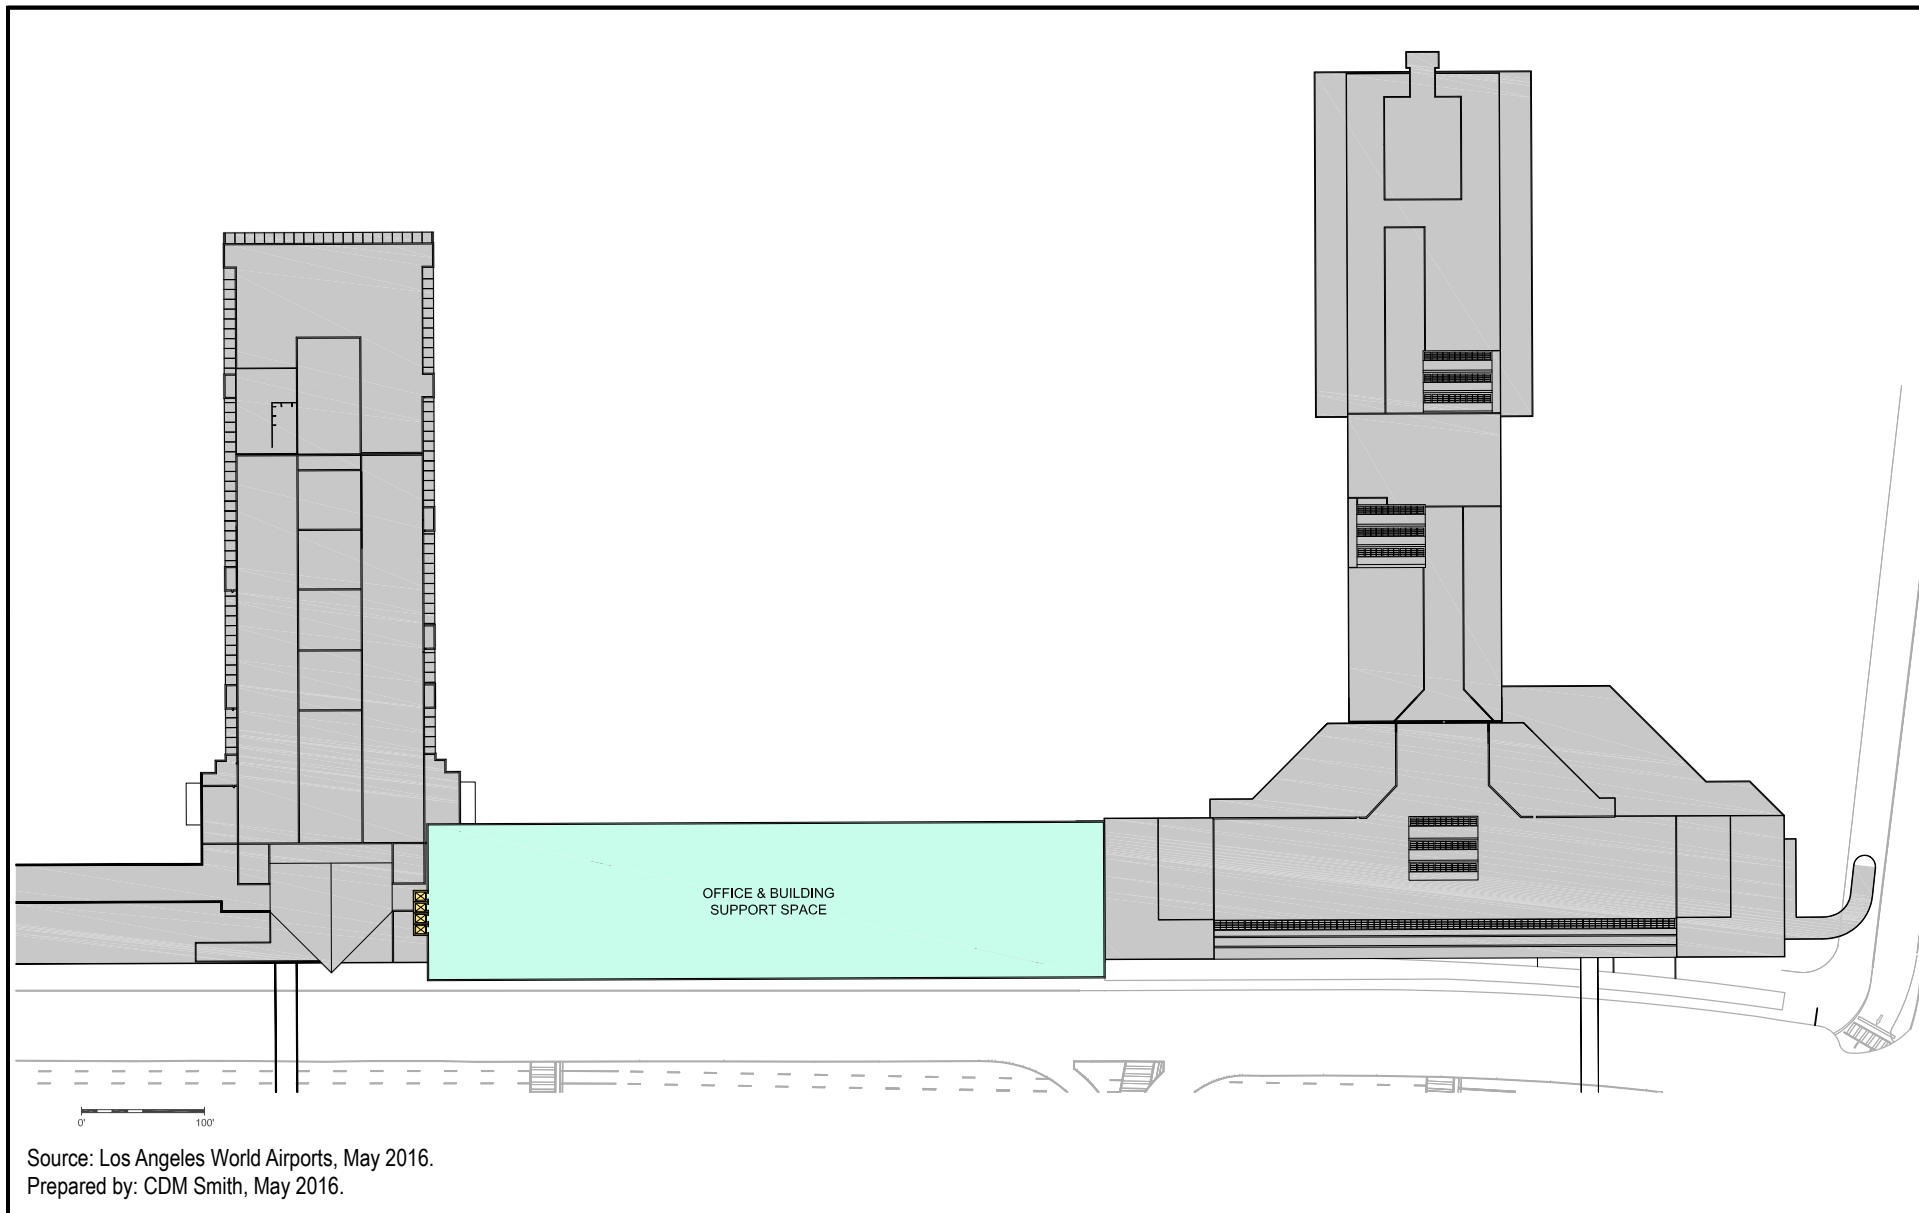 OFFICE & BUILDING
SUPPORT SPACE
0'
100'
Source: Los Angeles World Airports, May 2016.
Prepared by: CDM Smith, May 2016.